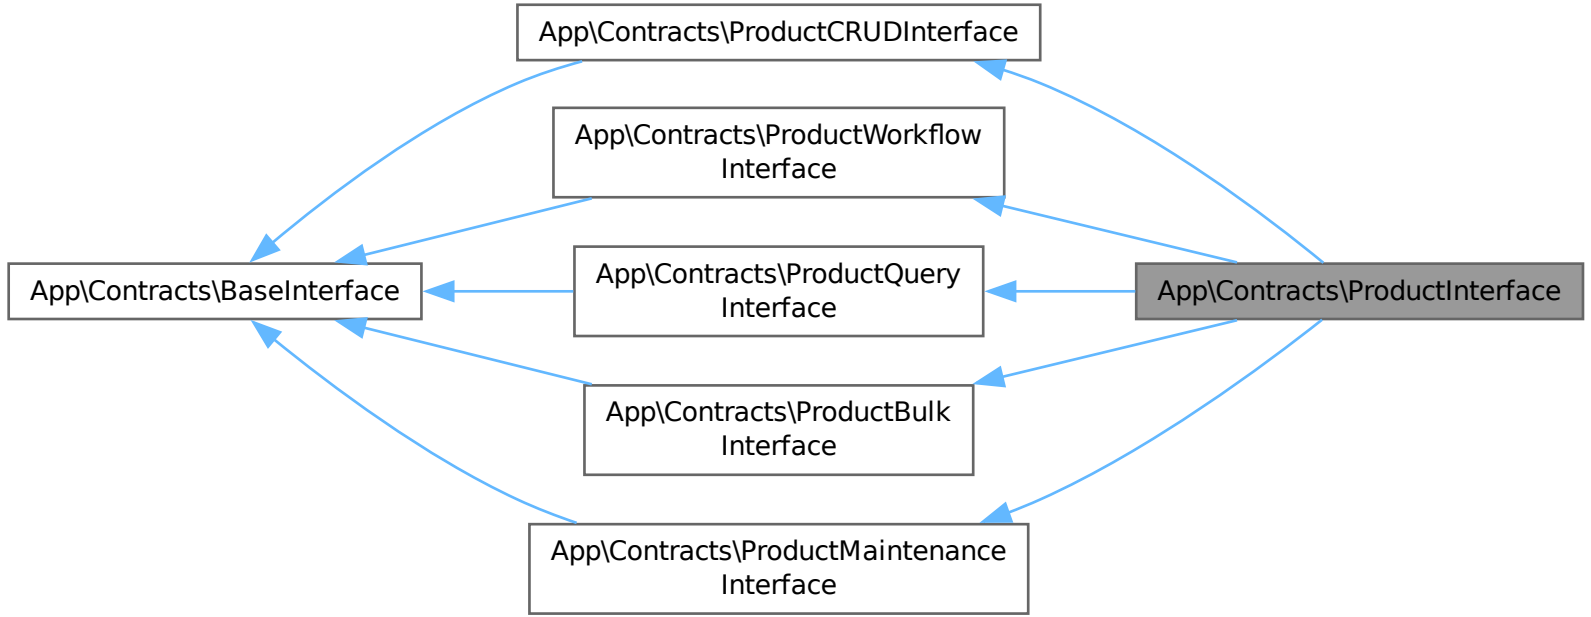 App\Contracts\ProductCRUDInterface
App\Contracts\ProductWorkflow
Interface
App\Contracts\BaseInterface
App\Contracts\ProductQuery
Interface
App\Contracts\ProductInterface
App\Contracts\ProductBulk
Interface
App\Contracts\ProductMaintenance
Interface